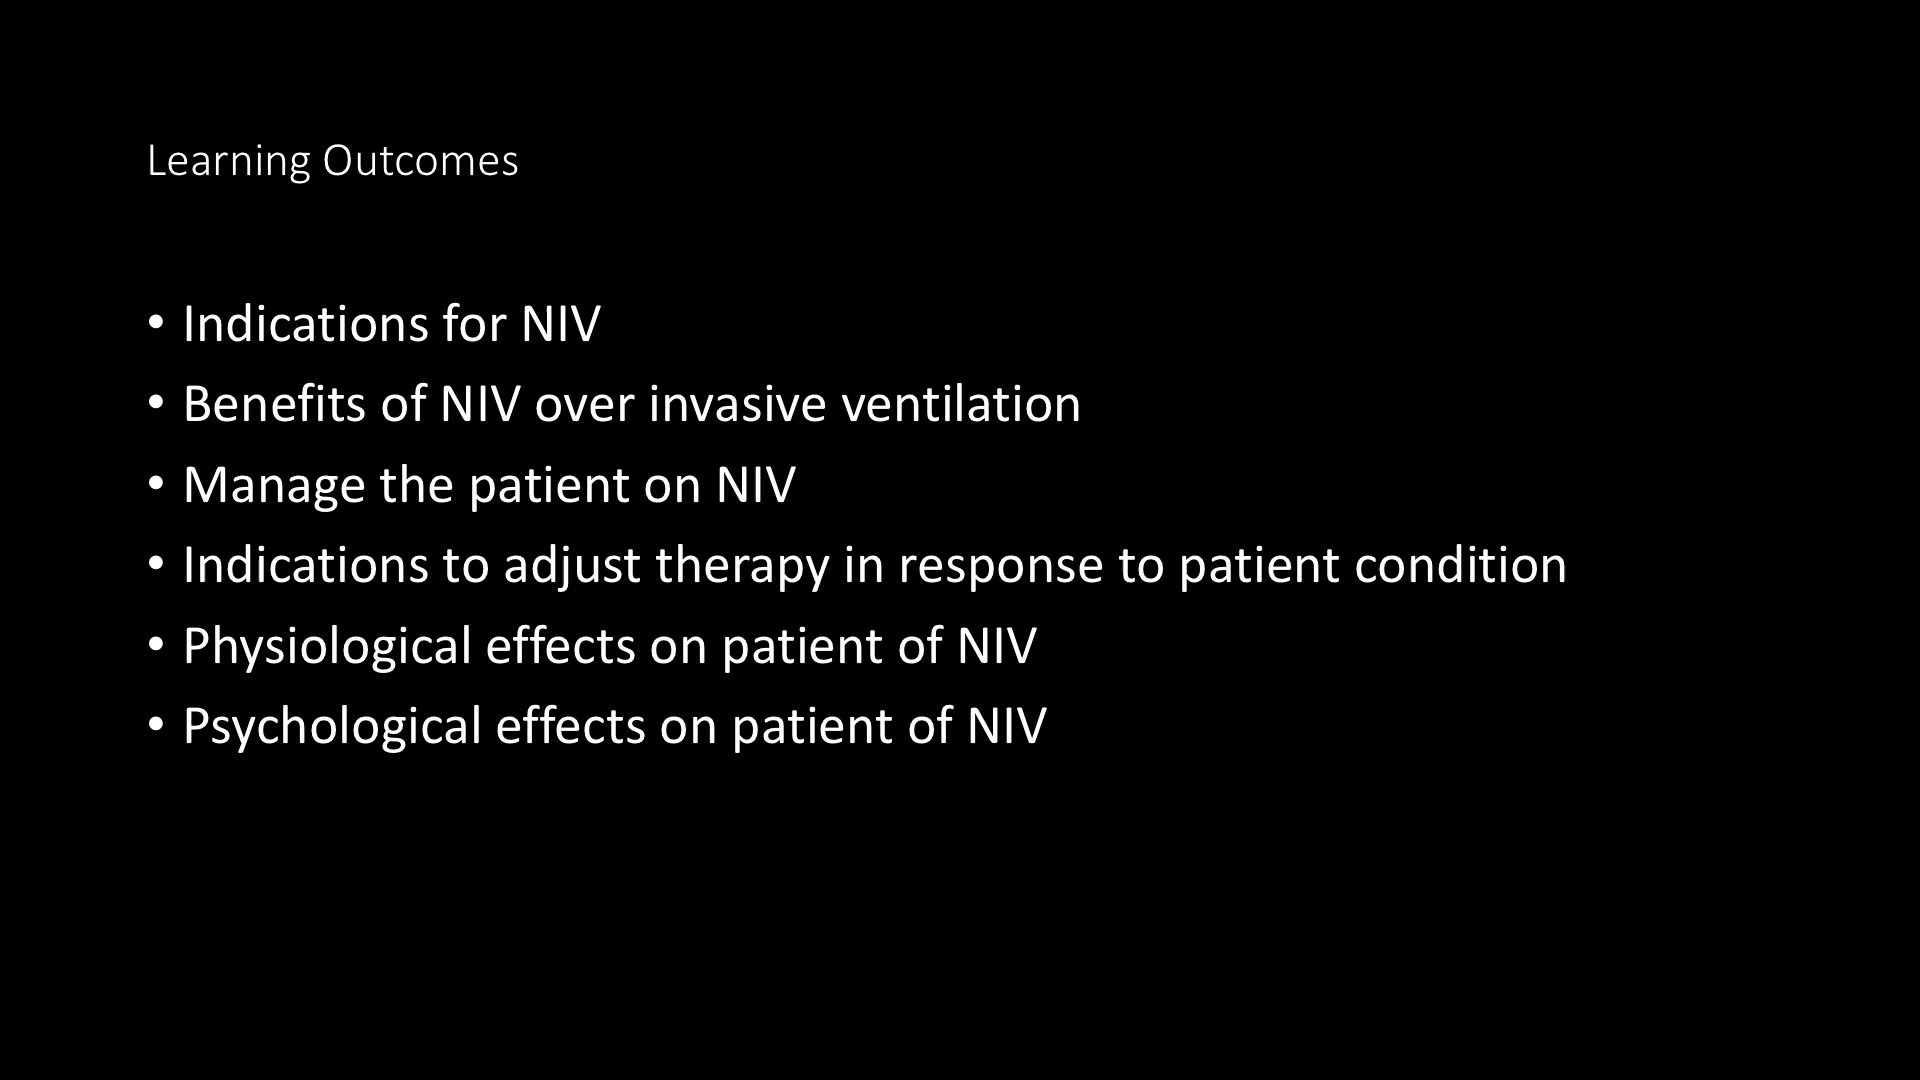 Learning Outcomes
• Indications for NIV
• Benefits of NIV over invasive ventilation
• Manage the patient on NIV
• Indications to adjust therapy in response to patient condition
• Physiological effects on patient of NIV
• Psychological effects on patient of NIV